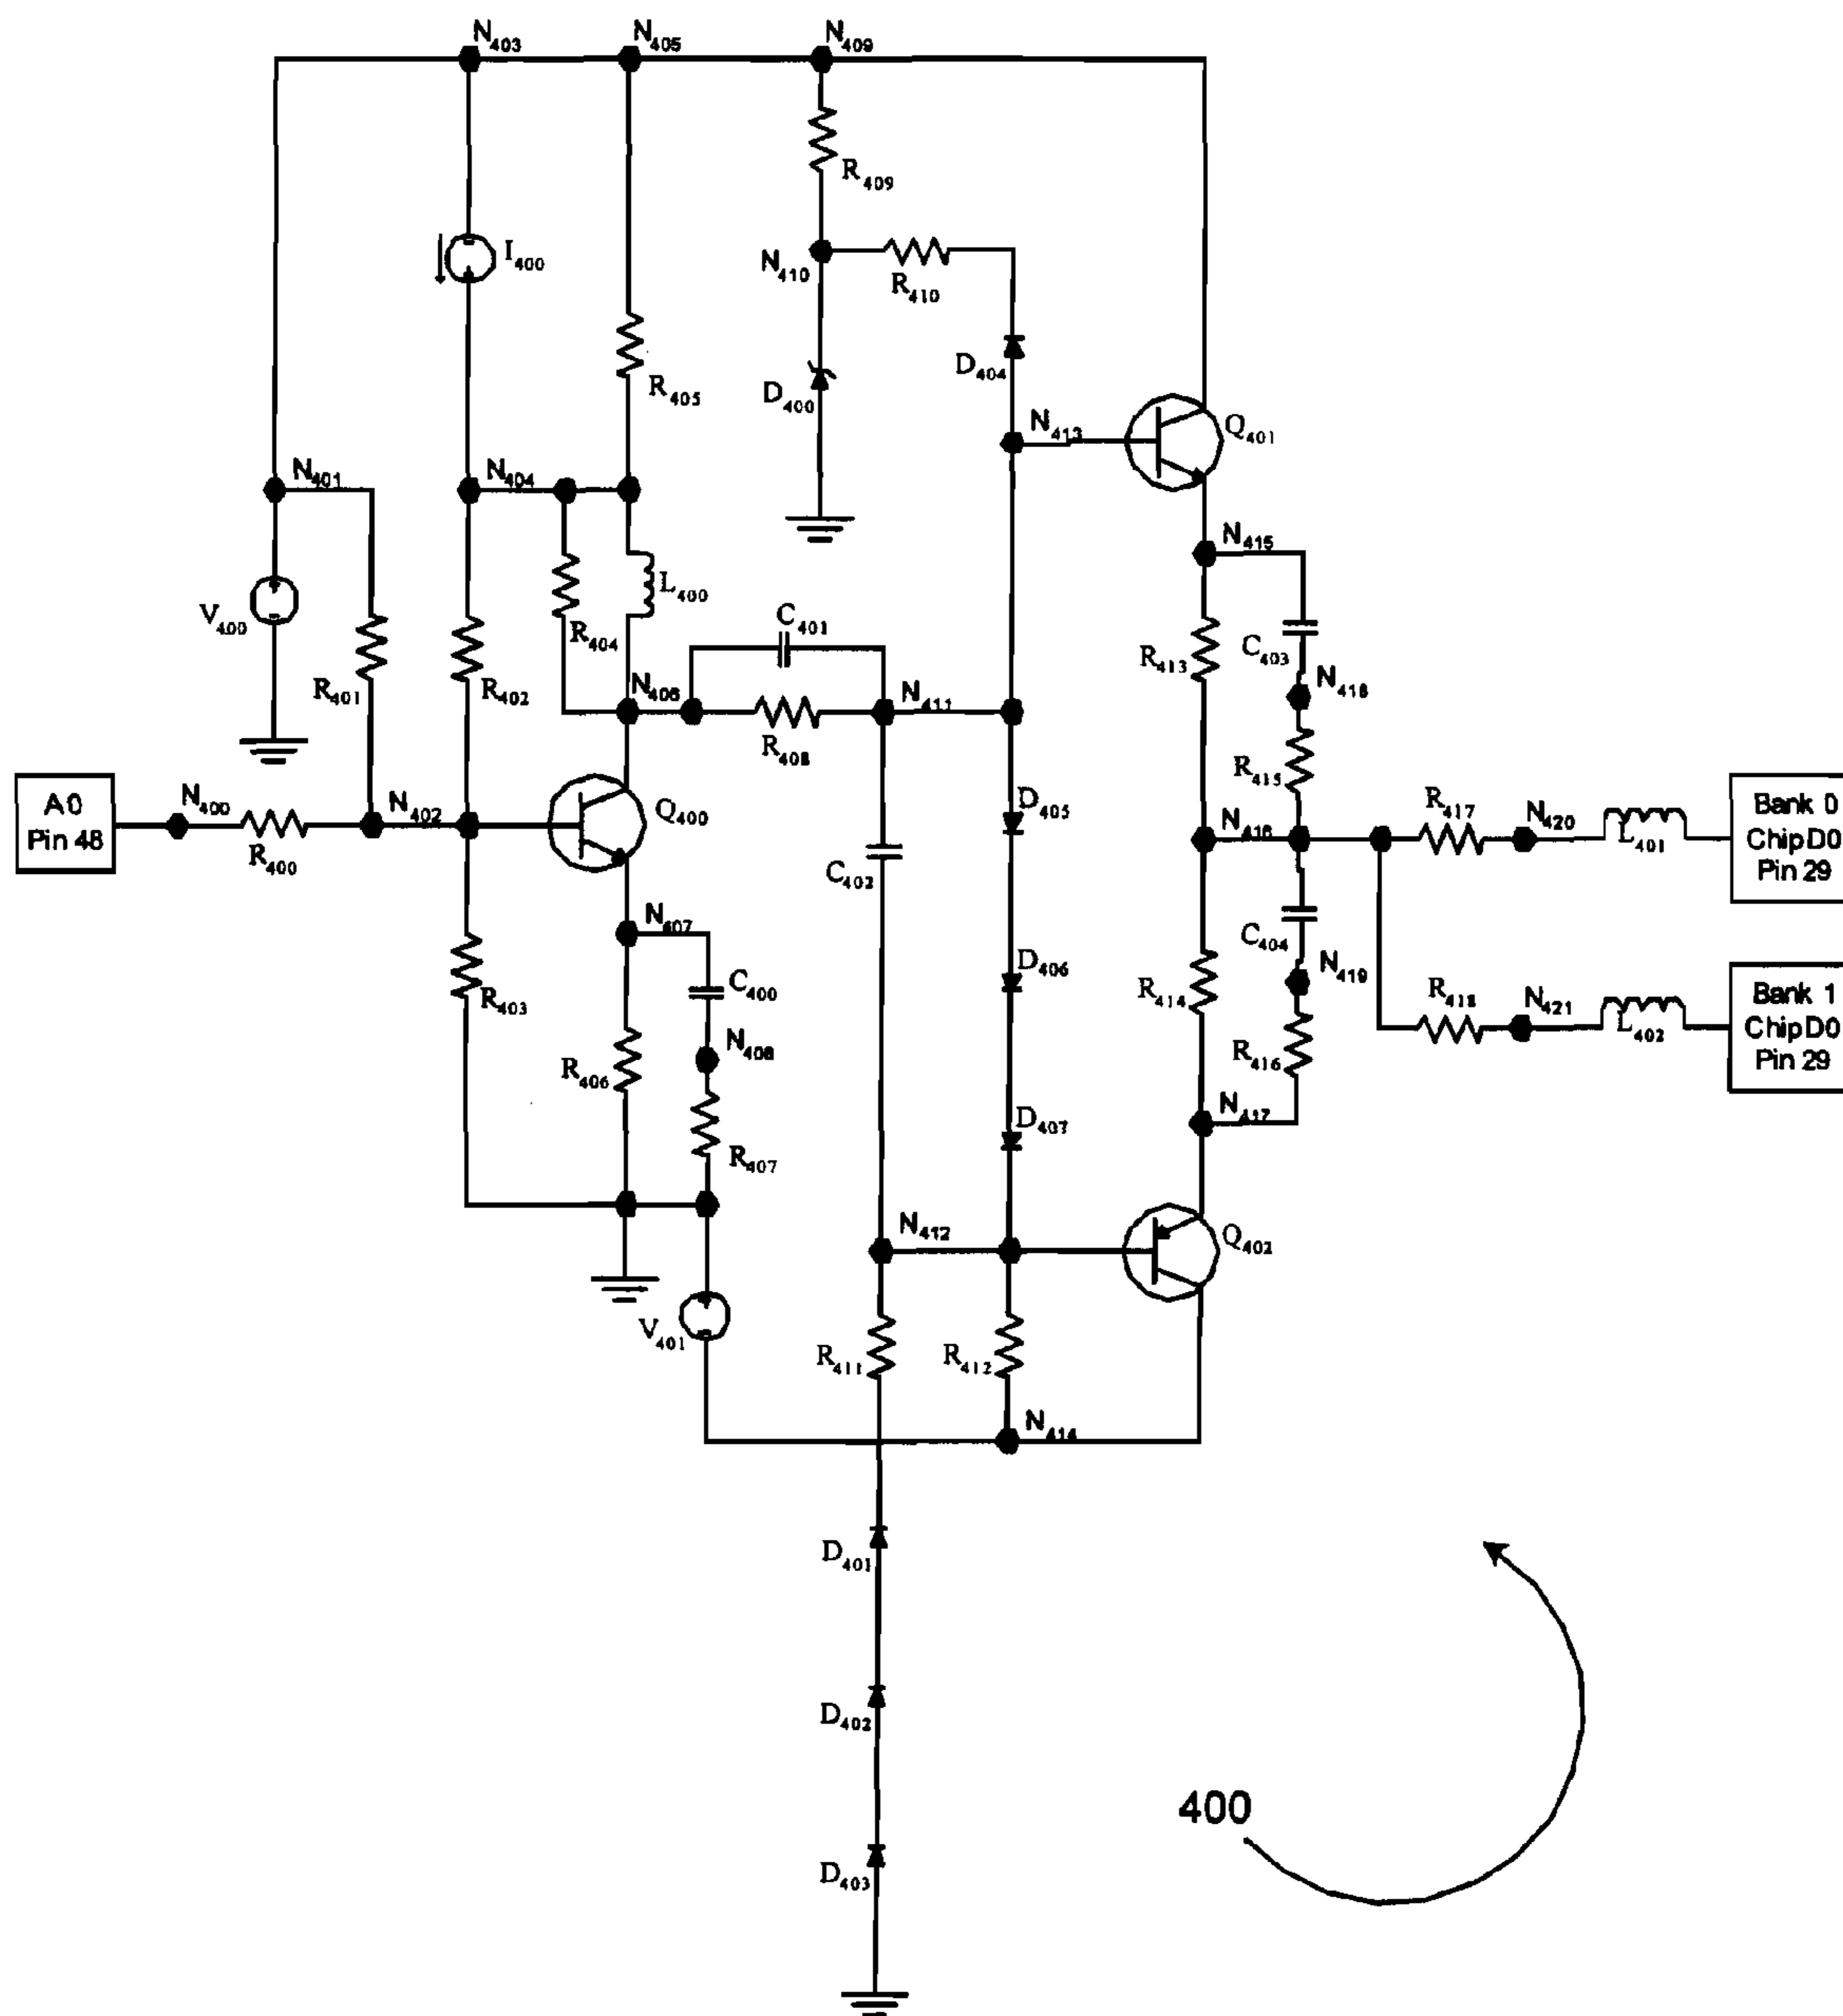 N403 N405 N409
R409
I400
N410 R410
R405
D400 D404
N413 Q401
N401 N404
N415
V400 R401 R402 R404 L400
C401
R413 C403 N418
N406 N411
R408
R415
A0
Pin 48
N400 R400 N402 Q400
D405
C402
N416 R417 N420 L401
Bank 0
Chip D0
Pin 29
N407
C400
R403
D406
C404 N419
R414
R418 N421 L402
Bank 1
Chip D0
Pin 29
N408
R406
R416
R407
D407
N417
N412 Q402
V401
R411 R412
N414
D401
D402
400
D403